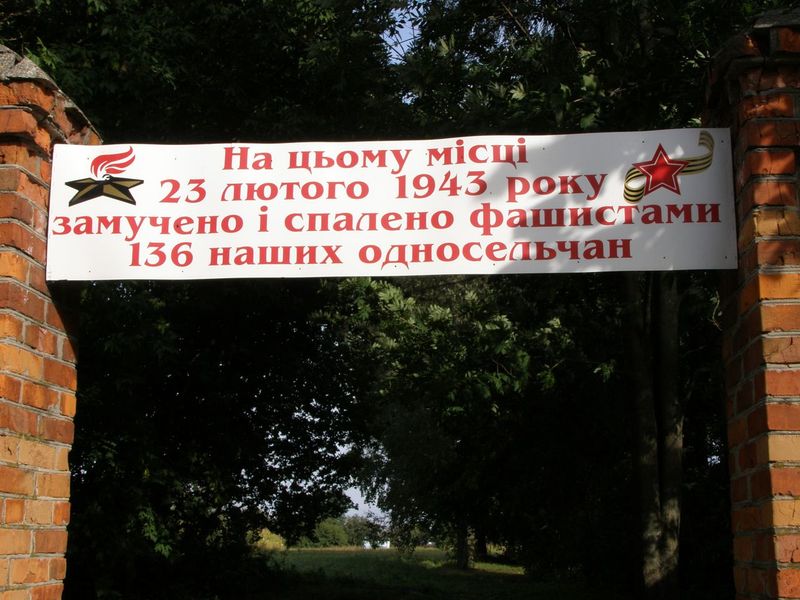 На цьому місці
23 лютого 1943 року
замучено і спалено фашистами
136 наших односельчан